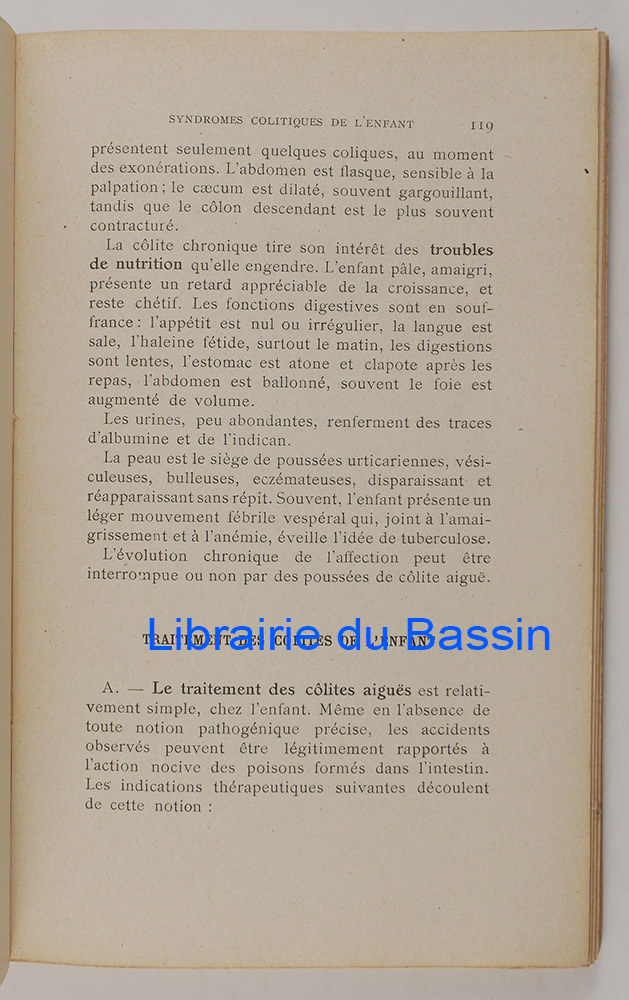 SYNDROMES COLITIQUES DE L'ENFANT 119
présentent seulement quelques coliques, au moment
des exonérations. L'abdomen est flasque, sensible à la
palpation ; le cæcum est dilaté, souvent gargouillant,
tandis que le côlon descendant est le plus souvent
contracturé.
La côlite chronique tire son intérêt des troubles
de nutrition qu'elle engendre. L'enfant pâle, amaigri,
présente un retard appréciable de la croissance, et
reste chétif. Les fonctions digestives sont en souf-
france : l'appétit est nul ou irrégulier, la langue est
sale, l'haleine fétide, surtout le matin, les digestions
sont lentes, l'estomac est atone et clapote après les
repas, l'abdomen est ballonné, souvent le foie est
augmenté de volume.
Les urines, peu abondantes, renferment des traces
d'albumine et de l'indican.
La peau est le siège de poussées urticariennes, vési-
culeuses, bulleuses, eczémateuses, disparaissant et
réapparaissant sans répit. Souvent, l'enfant présente un
léger mouvement fébrile vespéral qui, joint à l'amai-
grissement et à l'anémie, éveille l'idée de tuberculose.
L'évolution chronique de l'affection peut être
interrompue ou non par des poussées de côlite aiguë.
TRAITEMENT DES COLITES DE L'ENFANT
Librairie du Bassin
A. — Le traitement des côlites aiguës est relati-
vement simple, chez l'enfant. Même en l'absence de
toute notion pathogénique précise, les accidents
observés peuvent être légitimement rapportés à
l'action nocive des poisons formés dans l'intestin.
Les indications thérapeutiques suivantes découlent
de cette notion :